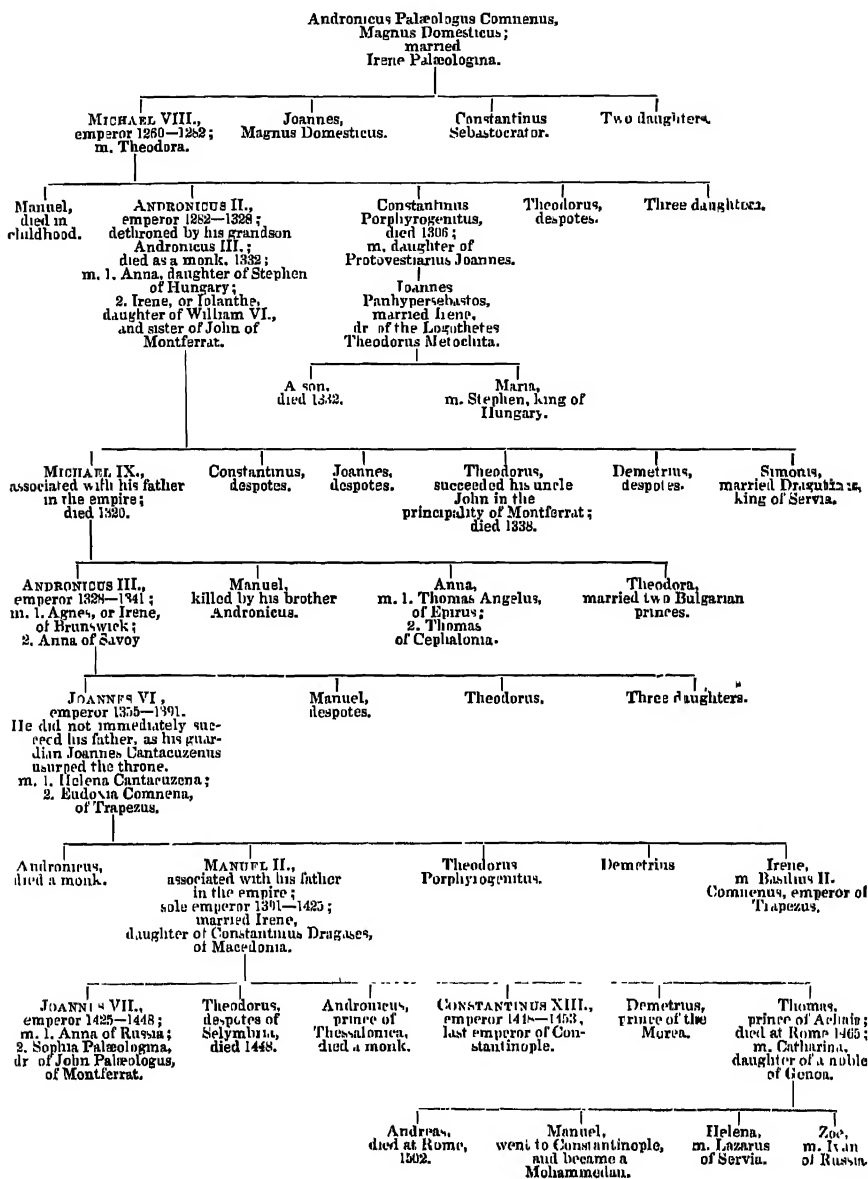 Andronicus Palæologus Comnenus,
Magnus Domesticus;
married
Irene Palæologina.
MICHAEL VIII.,
emperor 1260—1282;
m. Theodora.
Joannes,
Magnus Domesticus.
Constantinus
Sebastocrator.
Two daughters.
Manuel,
died in
childhood.
ANDRONICUS II.,
emperor 1282—1328;
dethroned by his grandson
Andronicus III.;
died as a monk. 1332;
m. 1. Anna, daughter of Stephen
of Hungary;
2. Irene, or Iolanthe,
daughter of William VI.,
and sister of John of
Montferrat.
Constantinus
Porphyrogenitus,
died 1306;
m. daughter of
Protovestiarius Joannes.
Theodorus,
despotes.
Three daughters.
Joannes
Panhypersebastos,
married Irene,
dr of the Logothetes
Theodorus Metochita.
A son,
died 1332.
Maria,
m. Stephen, king of
Hungary.
MICHAEL IX.,
associated with his father
in the empire;
died 1320.
Constantinus,
despotes.
Joannes,
despotes.
Theodorus,
succeeded his uncle
John in the
principality of Montferrat;
died 1338.
Demetrius,
despotes.
Simonis,
married Dragutinus,
king of Servia.
ANDRONICUS III.,
emperor 1328—1341;
m. 1. Agnes, or Irene,
of Brunswick;
2. Anna of Savoy
Manuel,
killed by his brother
Andronicus.
Anna,
m. 1. Thomas Angelus,
of Epirus;
2. Thomas
of Cephalonia.
Theodora,
married two Bulgarian
princes.
JOANNES VI,
emperor 1355—1391.
He did not immediately suc-
ceed his father, as his guar-
dian Joannes Cantacuzenus
usurped the throne.
m. 1. Helena Cantacuzena;
2. Eudoxia Comnena,
of Trapezus.
Manuel,
despotes.
Theodorus.
Three daughters.
Andronicus,
died a monk.
MANUEL II.,
associated with his father
in the empire;
sole emperor 1391—1425;
married Irene,
daughter of Constantinus Dragases,
of Macedonia.
Theodorus
Porphyrogenitus.
Demetrius
Irene,
m Basilius II.
Comnenus, emperor of
Trapezus.
JOANNES VII.,
emperor 1425—1448;
m. 1. Anna of Russia;
2. Sophia Palæologina,
dr of John Palæologus,
of Montferrat.
Theodorus,
despotes of
Selymbria,
died 1448.
Andronicus,
prince of
Thessalonica,
died a monk.
CONSTANTINUS XIII.,
emperor 1448—1453,
last emperor of Con-
stantinople.
Demetrius,
prince of the
Morea.
Thomas,
prince of Achaia;
died at Rome 1465;
m. Catharina,
daughter of a noble
of Genoa.
Andreas,
died at Rome,
1502.
Manuel,
went to Constantinople,
and became a
Mohammedan.
Helena,
m. Lazarus
of Servia.
Zoe,
m. Ivan
of Russia.